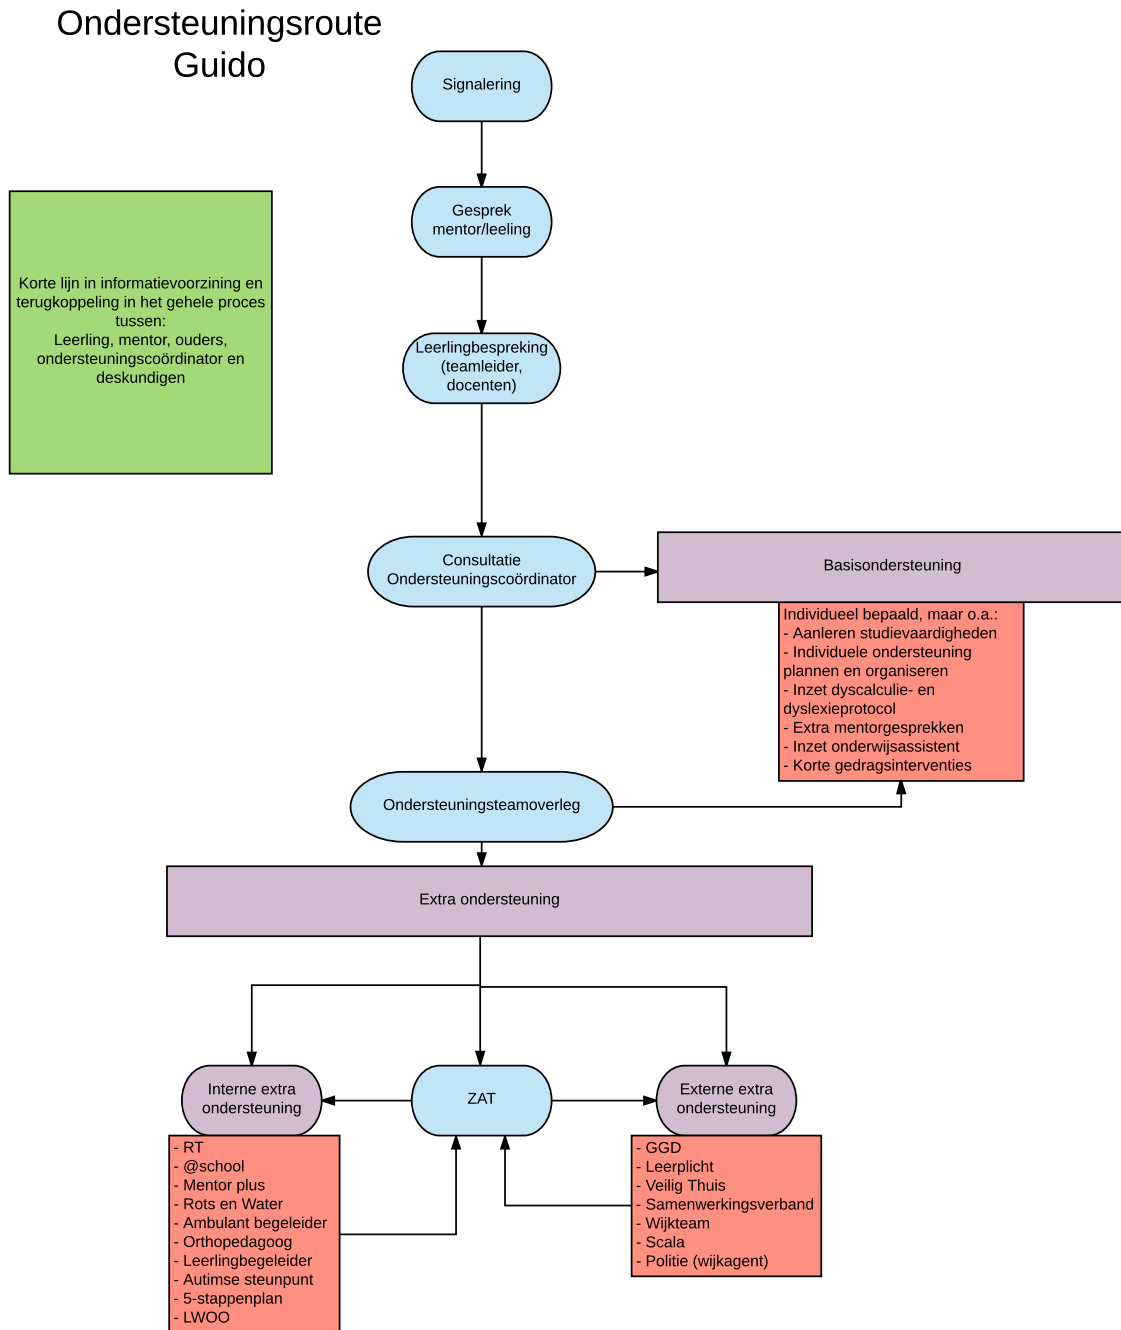 Ondersteuningsroute
Guido
Signalering
Gesprek
mentor/leeling
Korte lijn in informatievoorzining en
terugkoppeling in het gehele proces
tussen:
Leerling, mentor, ouders,
ondersteuningscoördinator en
deskundigen
Leerlingbespreking
(teamleider,
docenten)
Consultatie
Ondersteuningscoördinator
Basisondersteuning
Individueel bepaald, maar o.a.:
- Aanleren studievaardigheden
- Individuele ondersteuning
plannen en organiseren
- Inzet dyscalculie- en
dyslexieprotocol
- Extra mentorgesprekken
- Inzet onderwijsassistent
- Korte gedragsinterventies
Ondersteuningsteamoverleg
Extra ondersteuning
Interne extra
ondersteuning
ZAT
Externe extra
ondersteuning
- RT
- @school
- Mentor plus
- Rots en Water
- Ambulant begeleider
- Orthopedagoog
- Leerlingbegeleider
- Autimse steunpunt
- 5-stappenplan
- LWOO
- GGD
- Leerplicht
- Veilig Thuis
- Samenwerkingsverband
- Wijkteam
- Scala
- Politie (wijkagent)